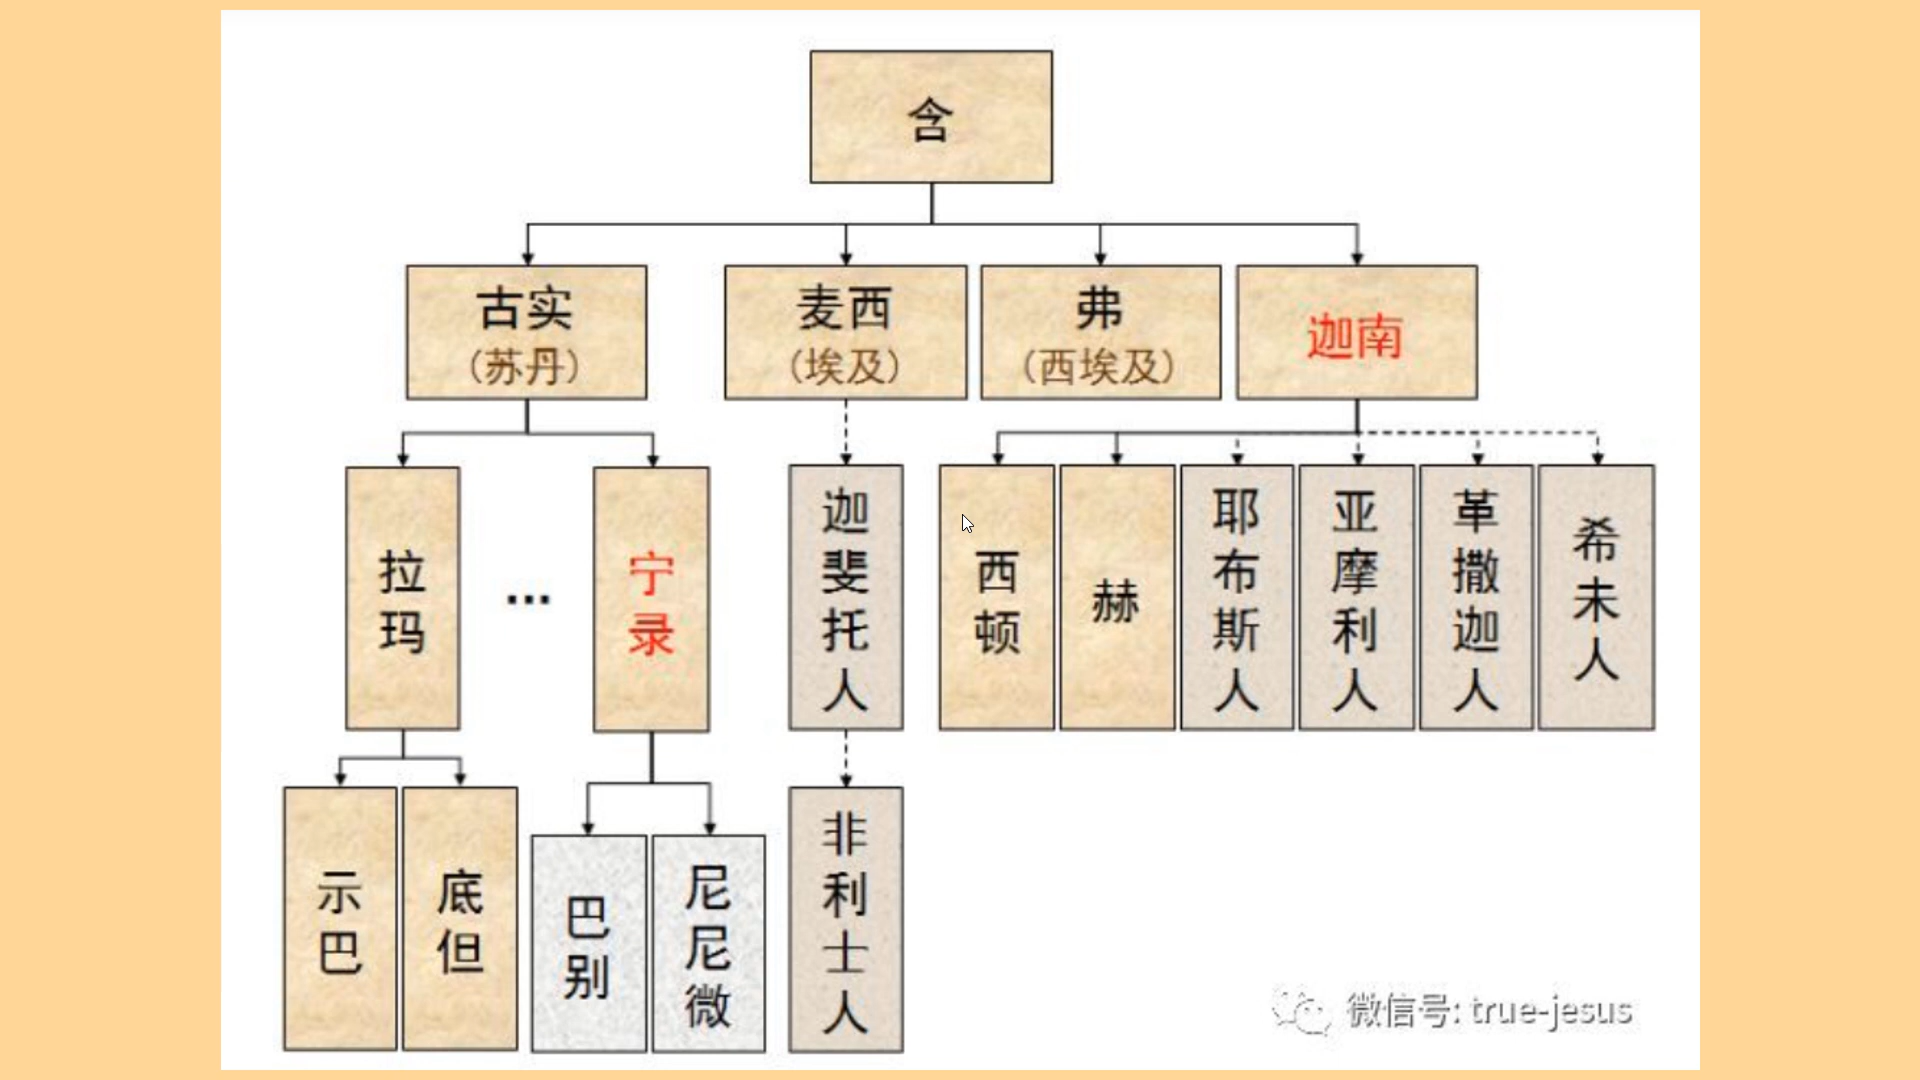 含
古实
（苏丹）
麦西
（埃及）
弗
（西埃及）
迦南
拉玛
...
宁录
迦斐托人
西顿
赫
耶布斯人
亚摩利人
革撒迦人
希未人
示巴
底但
巴别
尼尼微
非利士人
微信号: true-jesus